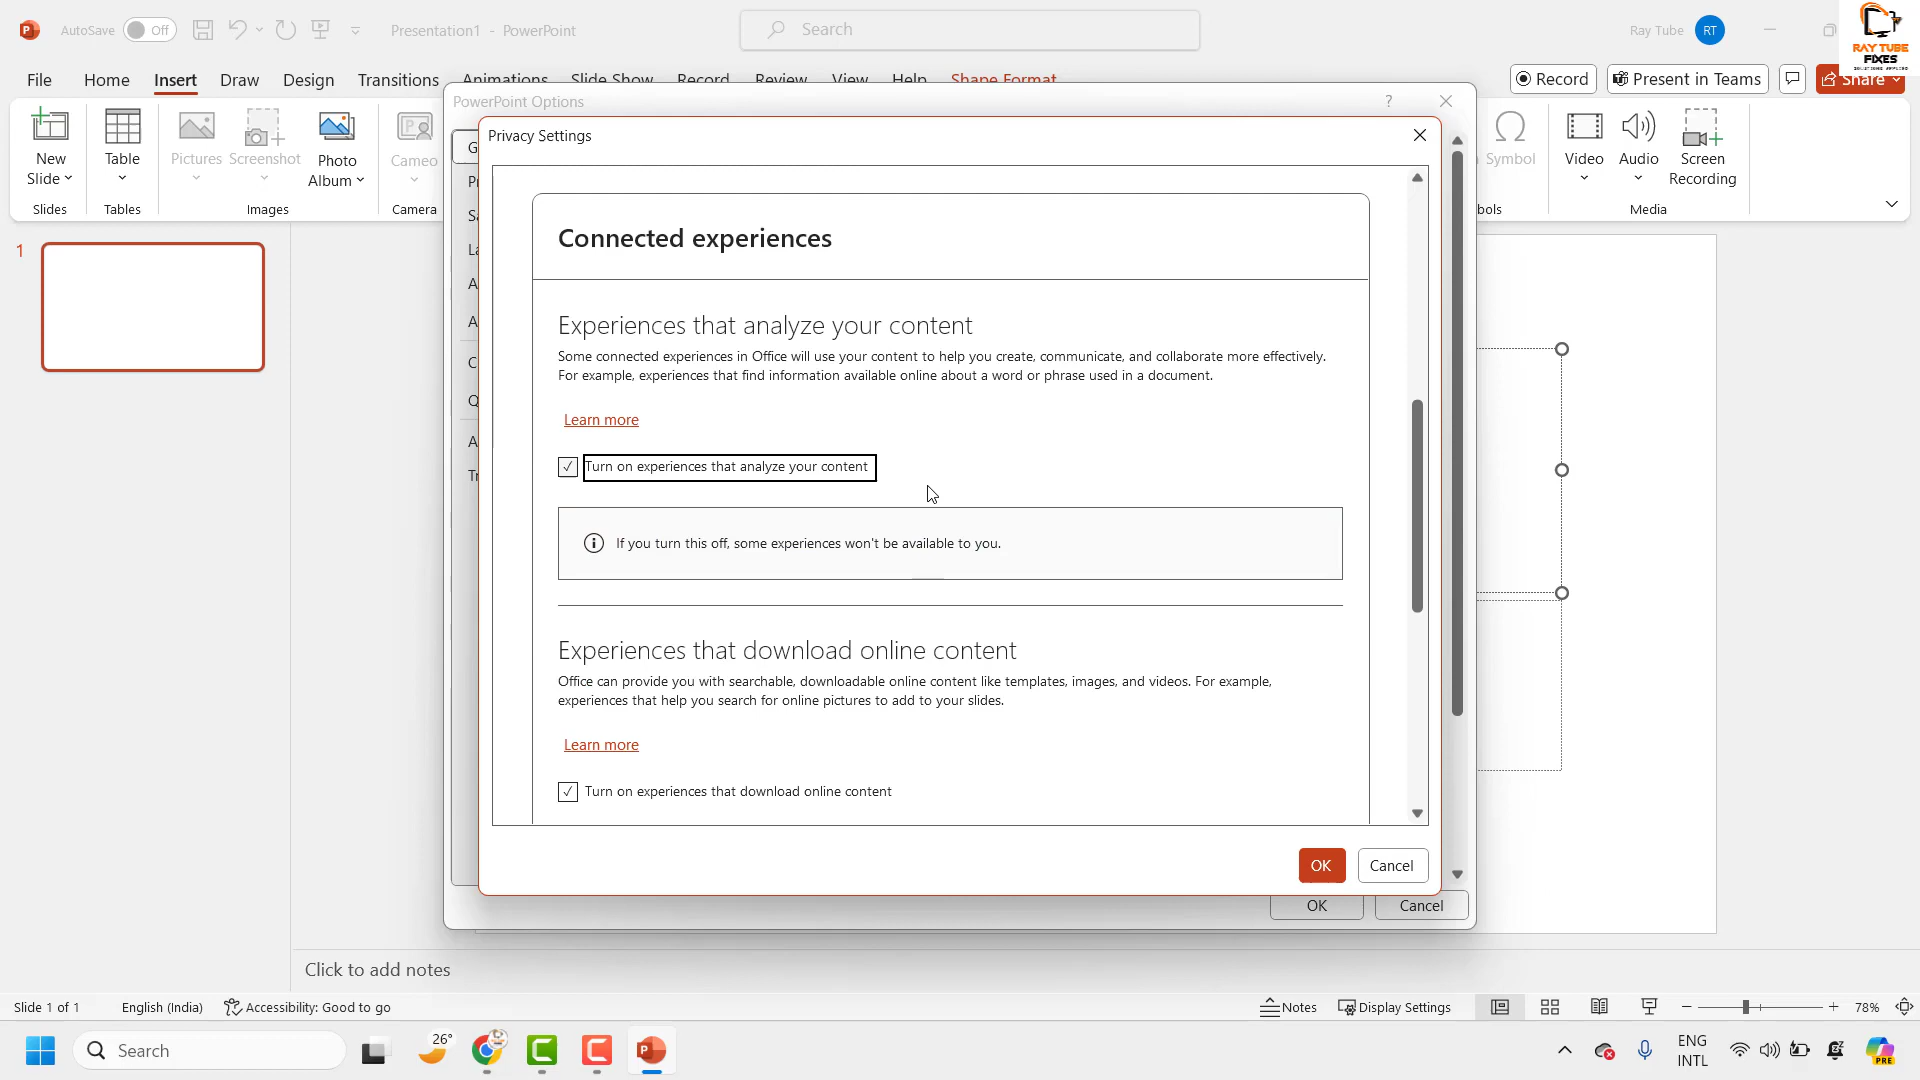 AutoSave Off Presentation1 - PowerPoint Search Ray Tube RT
RAY TUBE
FIXES
File Home Insert Draw Design Transitions Animations Slide Show Record Review View Help Shape Format Record Present in Teams Share
New
Slide
Table
Pictures
Screenshot
Photo
Album
Cameo
Symbol
Video
Audio
Screen
Recording
Slides Tables Images Camera bols Media
PowerPoint Options ?
Privacy Settings
G
Pr
Sa
La
A
A
C
Q
A
Tr
1
Connected experiences
Experiences that analyze your content
Some connected experiences in Office will use your content to help you create, communicate, and collaborate more effectively.
For example, experiences that find information available online about a word or phrase used in a document.
Learn more
Turn on experiences that analyze your content
If you turn this off, some experiences won't be available to you.
Experiences that download online content
Office can provide you with searchable, downloadable online content like templates, images, and videos. For example,
experiences that help you search for online pictures to add to your slides.
Learn more
Turn on experiences that download online content
OK Cancel
OK Cancel
Click to add notes
Slide 1 of 1 English (India) Accessibility: Good to go Notes Display Settings 78%
Search 26° ENG
INTL
PRE